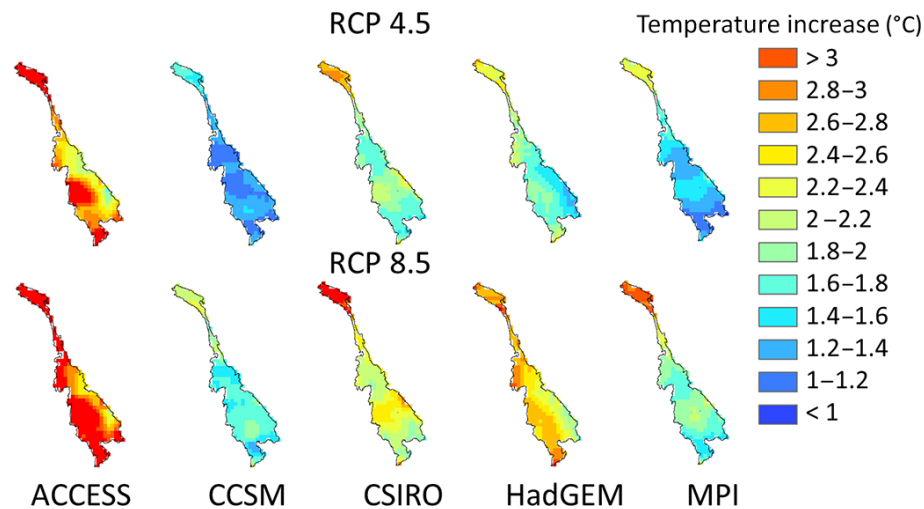 RCP 4.5
Temperature increase (°C)
> 3
2.8–3
2.6–2.8
2.4–2.6
2.2–2.4
2 –2.2
1.8–2
1.6–1.8
1.4–1.6
1.2–1.4
1–1.2
< 1
RCP 8.5
ACCESS
CCSM
CSIRO
HadGEM
MPI